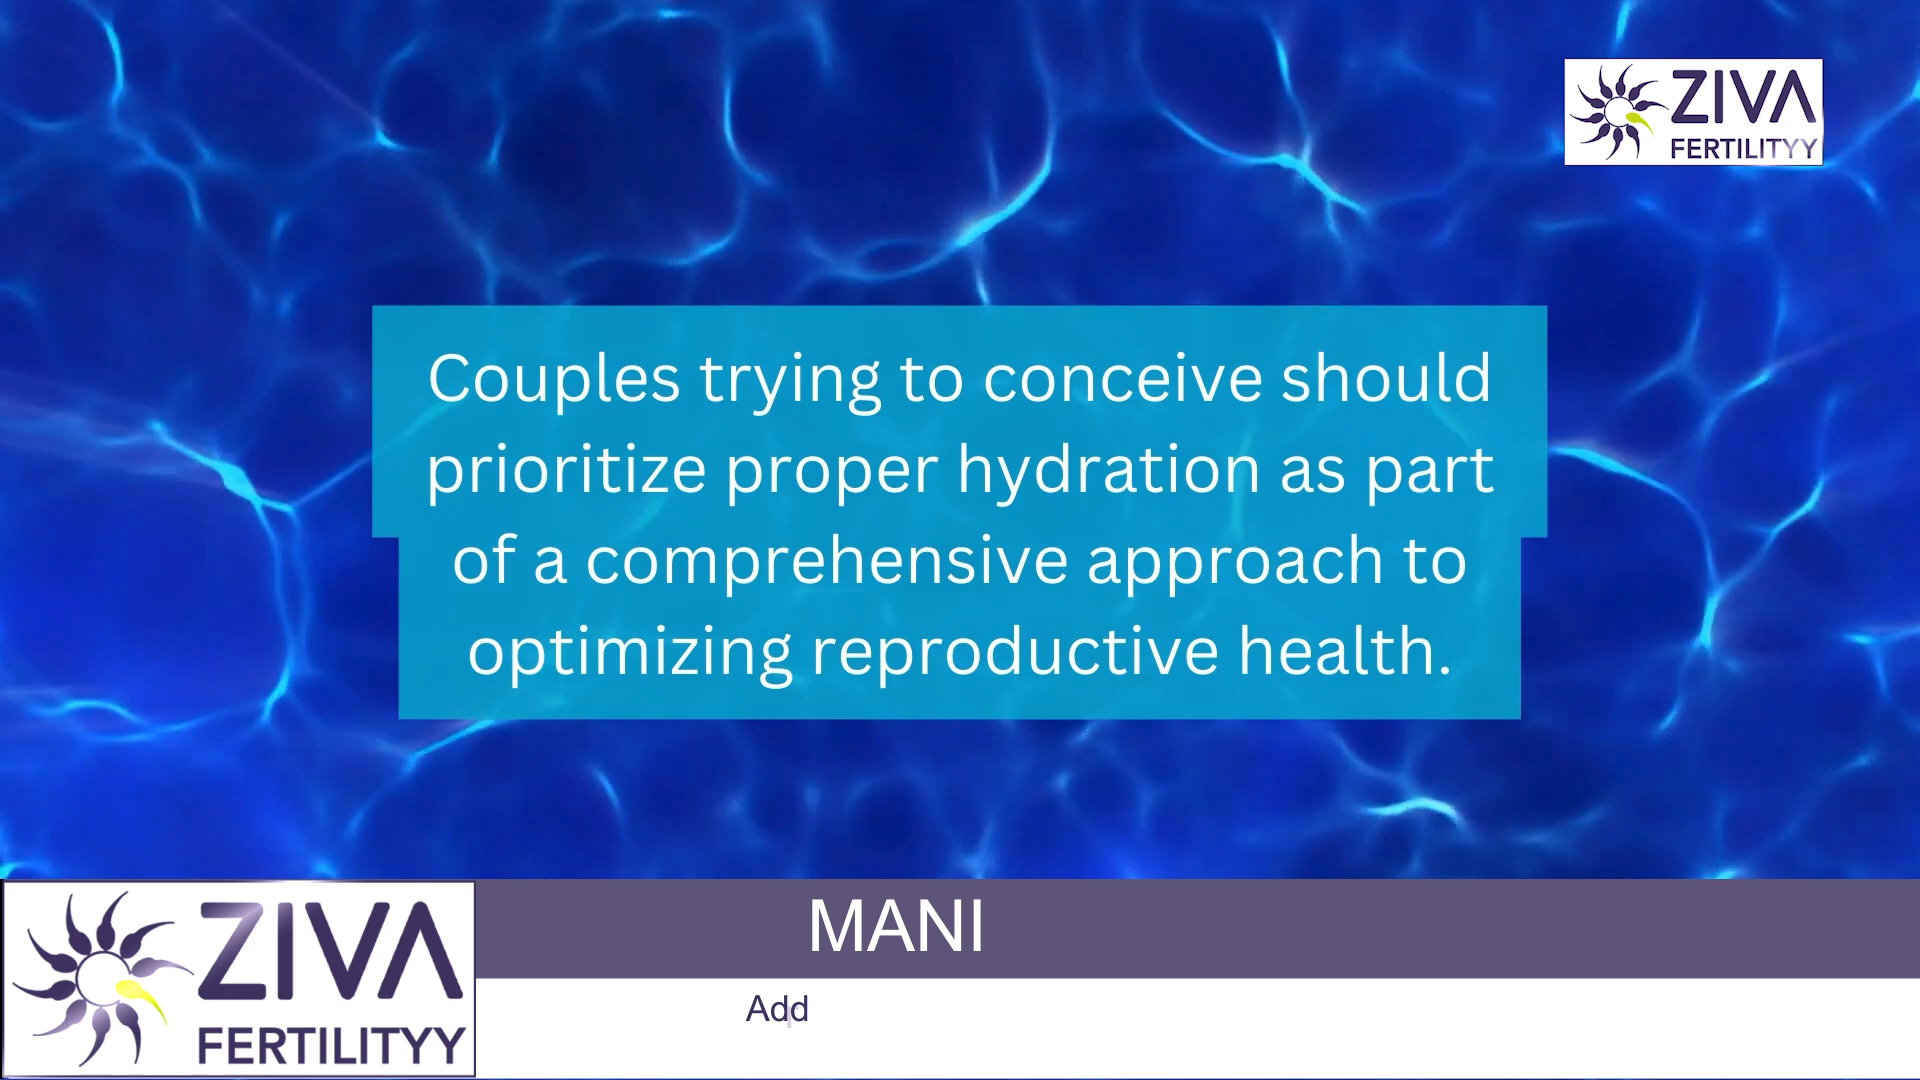 ZIVA
FERTILITYY
Couples trying to conceive should
prioritize proper hydration as part
of a comprehensive approach to
optimizing reproductive health.
ZIVA
FERTILITYY
MANI
Add